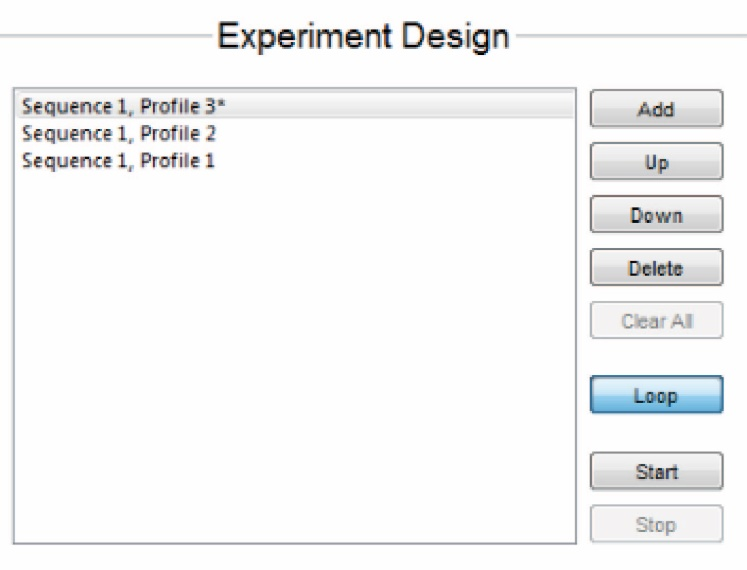 Experiment Design
Sequence 1, Profile 3*
Sequence 1, Profile 2
Sequence 1, Profile 1
Add
Up
Down
Delete
Clear All
Loop
Start
Stop